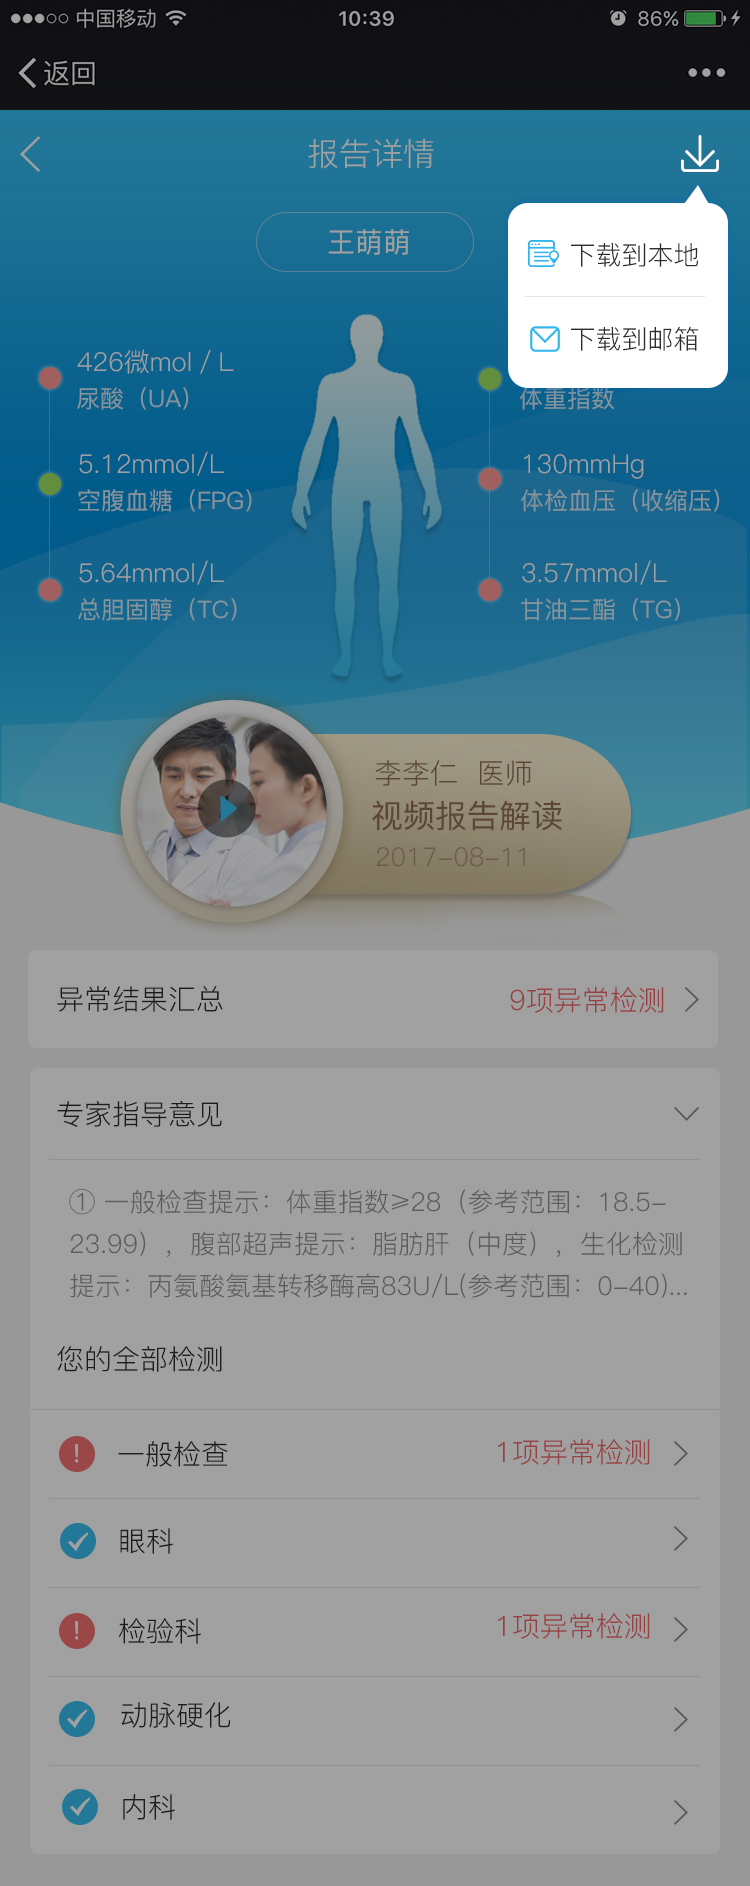 中国移动 10:39 86%
返回
报告详情
王萌萌
下载到本地
下载到邮箱
426微mol / L
尿酸（UA）
体重指数
5.12mmol/L
空腹血糖（FPG）
130mmHg
体检血压（收缩压）
5.64mmol/L
总胆固醇（TC）
3.57mmol/L
甘油三酯（TG）
李李仁 医师
视频报告解读
2017-08-11
异常结果汇总 9项异常检测
专家指导意见
① 一般检查提示：体重指数≥28（参考范围：18.5-
23.99），腹部超声提示：脂肪肝（中度），生化检测
提示：丙氨酸氨基转移酶高83U/L(参考范围：0-40)...
您的全部检测
一般检查 1项异常检测
眼科
检验科 1项异常检测
动脉硬化
内科